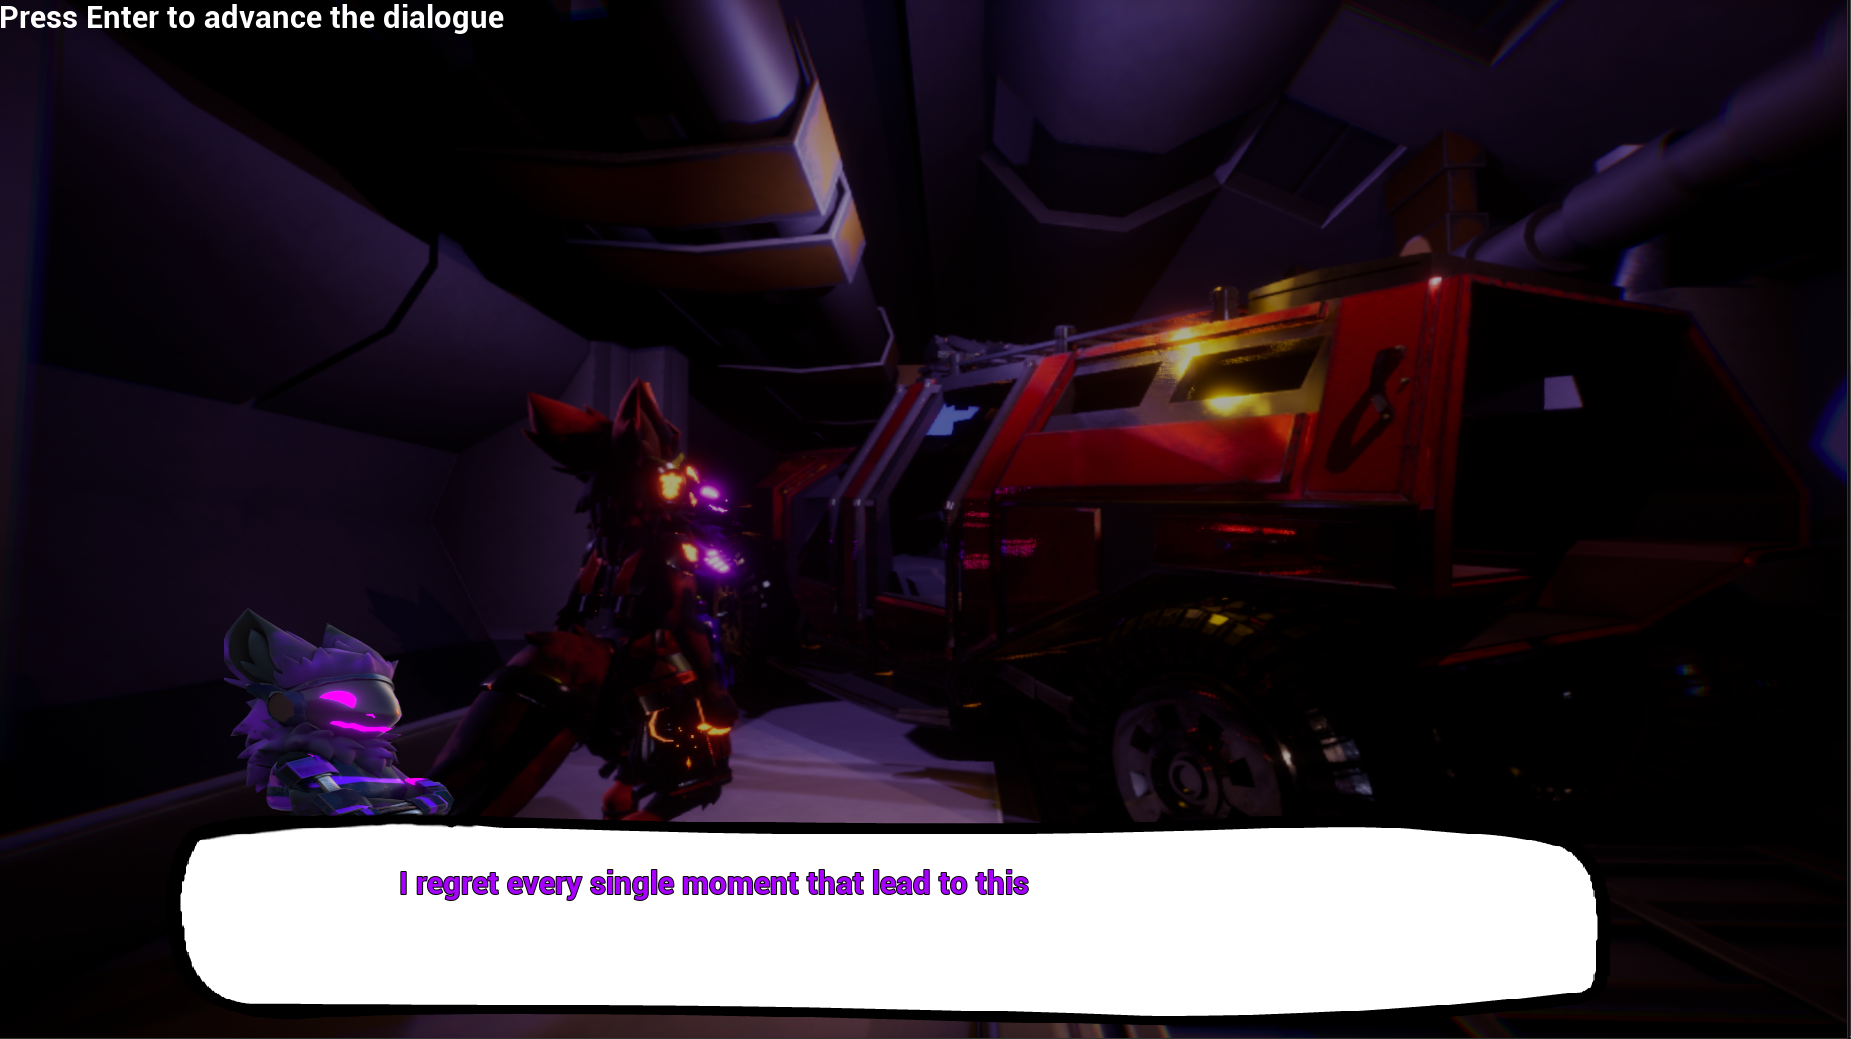 Press Enter to advance the dialogue
I regret every single moment that lead to this